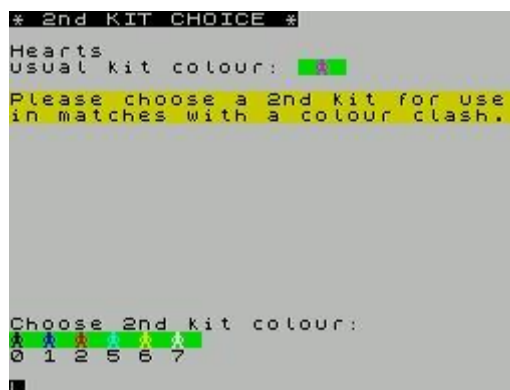 * 2nd KIT CHOICE *
Hearts
usual kit colour:
Please choose a 2nd kit for use
in matches with a colour clash.
Choose 2nd kit colour:
0 1 2 5 6 7